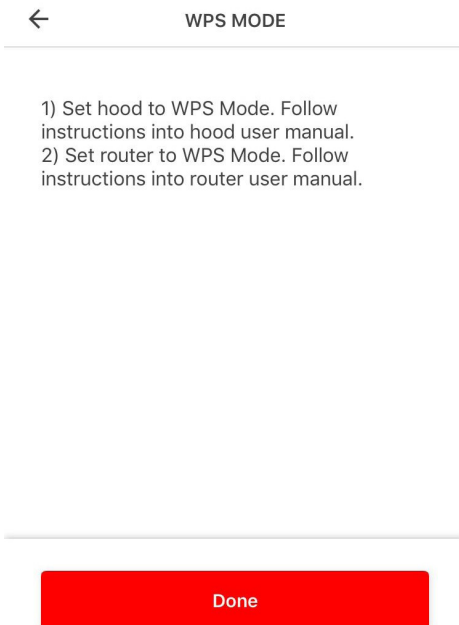 WPS MODE
1) Set hood to WPS Mode. Follow
instructions into hood user manual.
2) Set router to WPS Mode. Follow
instructions into router user manual.
Done